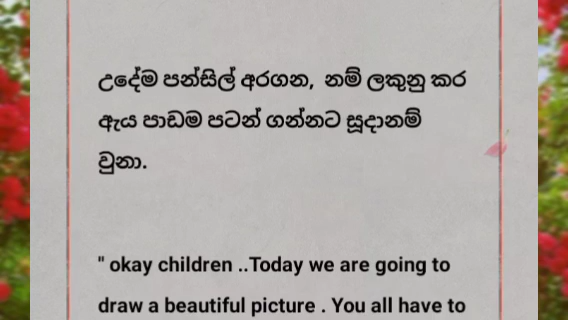 උදේම පන්සිල් අරගන,  නම් ලකුනු කර
ඇය පාඩම පටන් ගන්නට සූදානම්
වුනා.
" okay children ..Today we are going to
draw a beautiful picture . You all have to